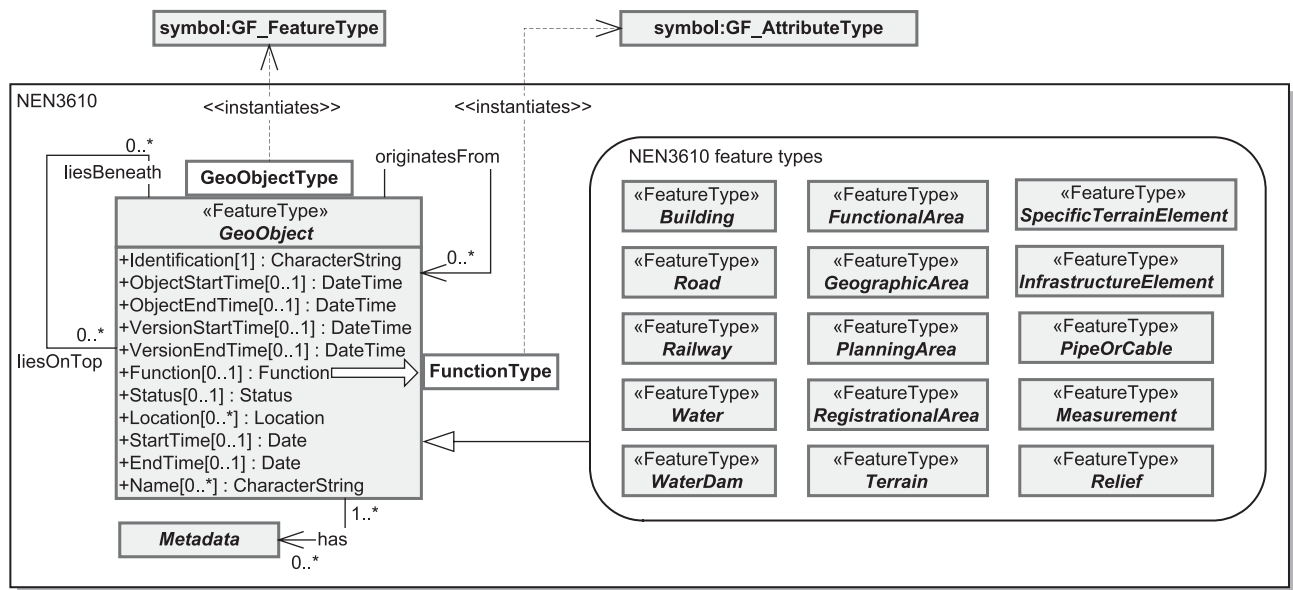 symbol:GF_FeatureType
symbol:GF_AttributeType
NEN3610
<<instantiates>>
<<instantiates>>
0..*
liesBeneath
originatesFrom
GeoObjectType
«FeatureType»
GeoObject
+Identification[1] : CharacterString
+ObjectStartTime[0..1] : DateTime
+ObjectEndTime[0..1] : DateTime
+VersionStartTime[0..1] : DateTime
+VersionEndTime[0..1] : DateTime
+Function[0..1] : Function
+Status[0..1] : Status
+Location[0..*] : Location
+StartTime[0..1] : Date
+EndTime[0..1] : Date
+Name[0..*] : CharacterString
0..*
0..*
liesOnTop
FunctionType
1..*
has
0..*
Metadata
NEN3610 feature types
«FeatureType»
Building
«FeatureType»
FunctionalArea
«FeatureType»
SpecificTerrainElement
«FeatureType»
Road
«FeatureType»
GeographicArea
«FeatureType»
InfrastructureElement
«FeatureType»
Railway
«FeatureType»
PlanningArea
«FeatureType»
PipeOrCable
«FeatureType»
Water
«FeatureType»
RegistrationalArea
«FeatureType»
Measurement
«FeatureType»
WaterDam
«FeatureType»
Terrain
«FeatureType»
Relief